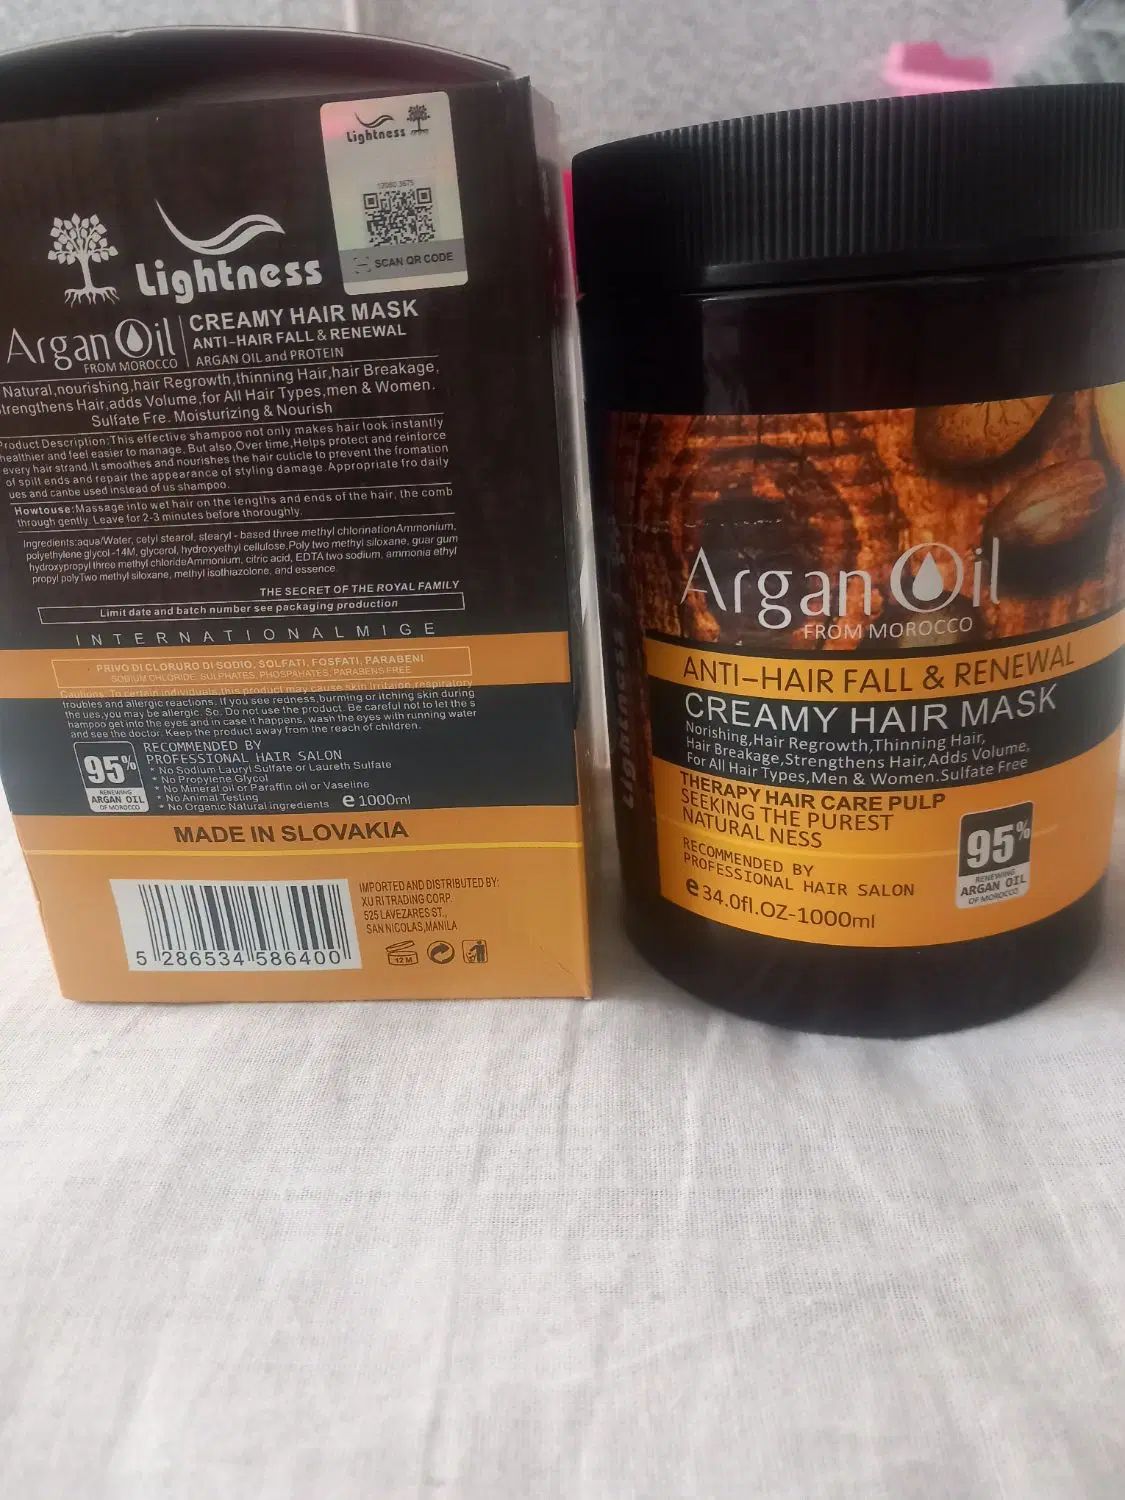 Lightness
12080 3675
SCAN QR CODE
Lightness
Argan Oil
FROM MOROCCO
CREAMY HAIR MASK
ANTI-HAIR FALL & RENEWAL
ARGAN OIL and PROTEIN
Natural,nourishing,hair Regrowth,thinning Hair,hair Breakage,
trengthens Hair,adds Volume,for All Hair Types,men & Women.
Sulfate Fre. Moisturizing & Nourish
Product Description:This effective shampoo not only makes hair look instantly
healthier and feel easier to manage. But also,Over time,Helps protect and reinforce
every hair strand.It smoothes and nourishes the hair cuticle to prevent the fromation
of spill ends and repair the appearance of styling damage.Appropriate fro daily
ues and canbe used instead of us shampoo.
Howtouse:Massage into wet hair on the lengths and ends of the hair, the comb
through gently. Leave for 2-3 minutes before thoroughly.
Ingredients:aqua/Water, cetyl stearol, stearyl - based three methyl chlorinationAmmonium,
polyethylene glycol -14M, glycerol, hydroxyethyl cellulose,Poly two methyl siloxane, guar gum
hydroxypropyl three methyl chlorideAmmonium, citric acid, EDTA two sodium, ammonia ethyl
propyl polyTwo methyl siloxane, methyl isothiazolone, and essence.
THE SECRET OF THE ROYAL FAMILY
Limit date and batch number see packaging production
INTERNATIONALMIGE
PRIVO DI CLORURO DI SODIO, SOLFATI, FOSFATI, PARABENI
SODIUM CHLORIDE, SULPHATES, PHOSPHATES, PARABENS FREE
Cautions: To certain individuals,this product may cause skin Irritaion,respiratory
troubles and allergic reactions. If you see redness,burming or itching skin during
the ues,you may be allergic. So, Do not use the product. Be careful not to let the s
hampoo get into the eyes and in case it happens, wash the eyes with running water
and see the doctor. Keep the product away from the reach of children.
95%
RENEWING
ARGAN OIL
OF MOROCCO
RECOMMENDED BY
PROFESSIONAL HAIR SALON
* No Sodium Lauryl Sulfate or Laureth Sulfate
* No Propylene Glycol
* No Mineral oil or Paraffin oil or Vaseline
* No Animal Testing
* No Organic Natural ingredients
e 1000ml
MADE IN SLOVAKIA
5 286534 586400
IMPORTED AND DISTRIBUTED BY:
XU RI TRADING CORP.
525 LAVEZARES ST.,
SAN NICOLAS,MANILA
12 M
Argan Oil
FROM MOROCCO
ANTI-HAIR FALL & RENEWAL
CREAMY HAIR MASK
Norishing,Hair Regrowth,Thinning Hair,
Hair Breakage,Strengthens Hair,Adds Volume,
For All Hair Types,Men & Women.Sulfate Free
THERAPY HAIR CARE PULP
SEEKING THE PUREST
NATURAL NESS
RECOMMENDED BY
PROFESSIONAL HAIR SALON
e 34.0fl.OZ-1000ml
95%
RENEWING
ARGAN OIL
OF MOROCCO
Lightness